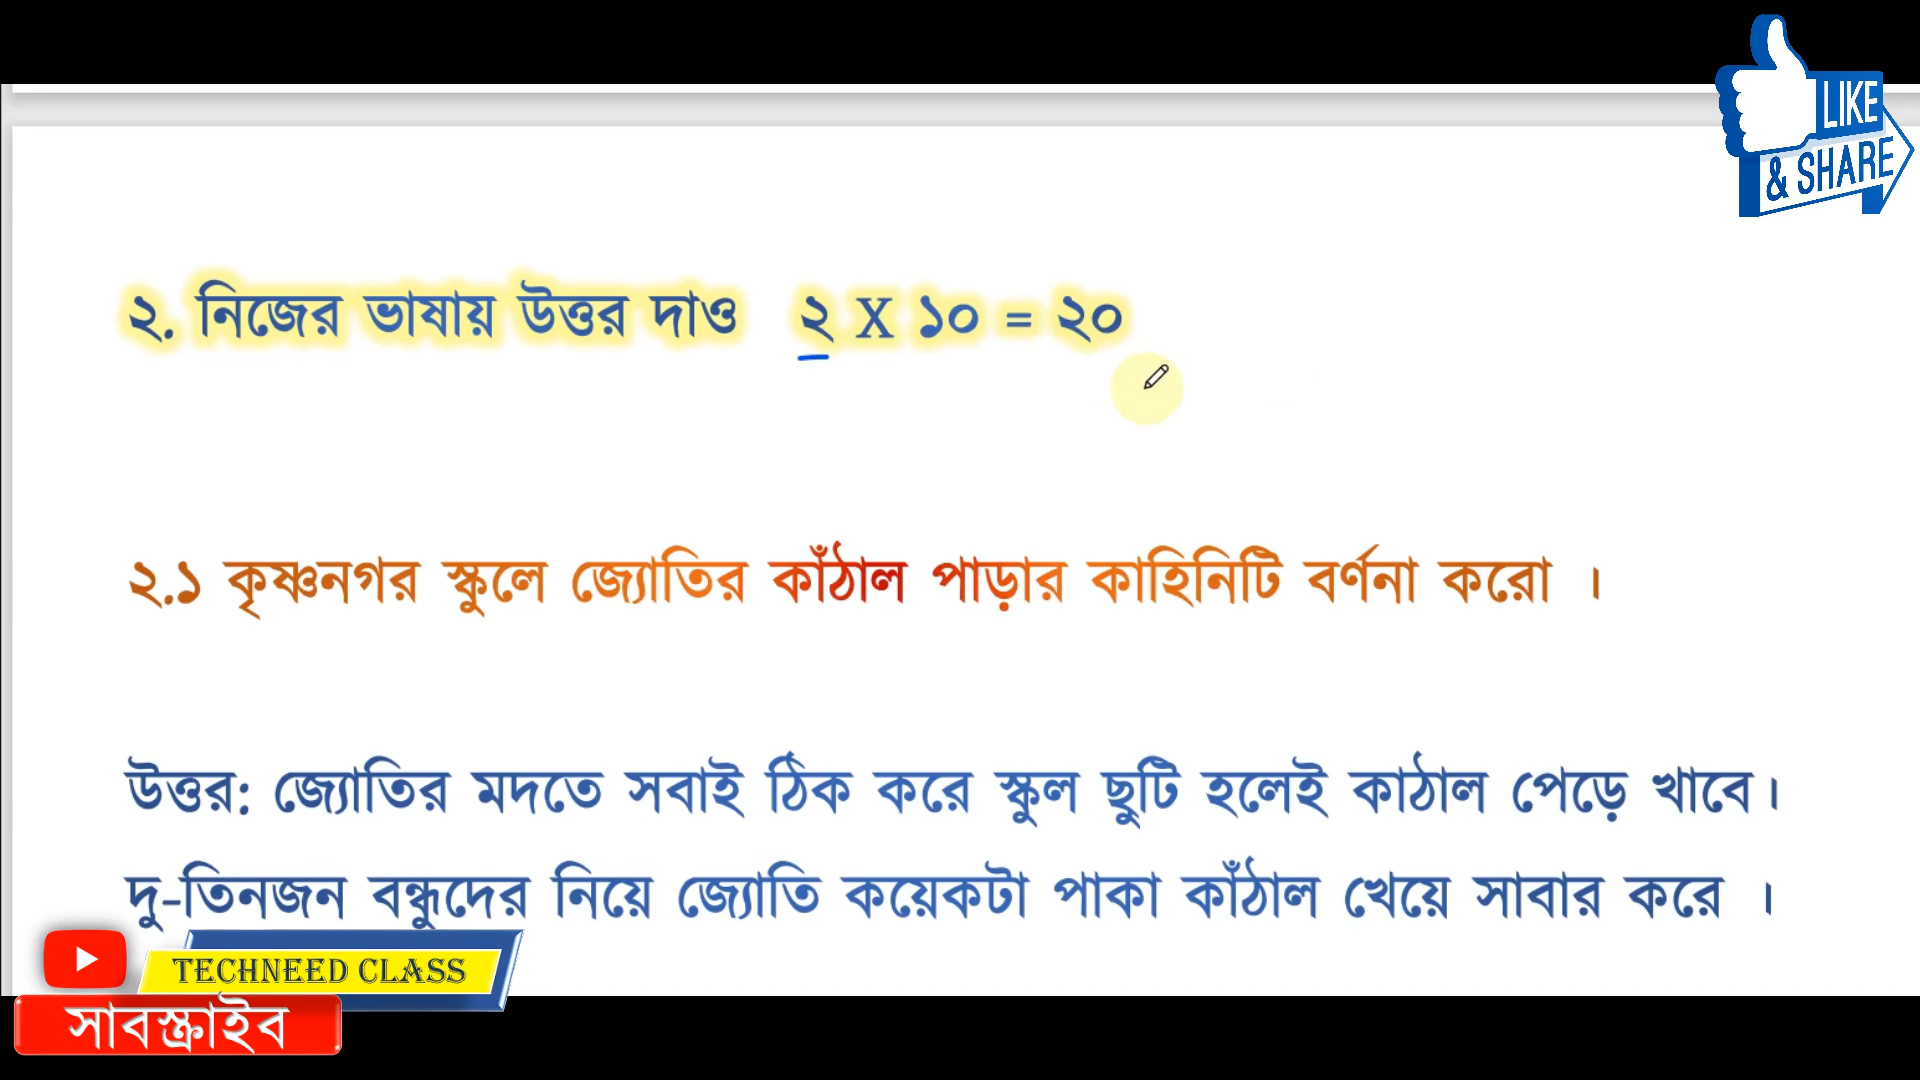 LIKE
& SHARE
২. নিজের ভাষায় উত্তর দাও ২ X ১০ = ২০
২.১ কৃষ্ণনগর স্কুলে জ্যোতির কাঁঠাল পাড়ার কাহিনিটি বর্ণনা করো ।
উত্তর: জ্যোতির মদতে সবাই ঠিক করে স্কুল ছুটি হলেই কাঠাল পেড়ে খাবে।
দু-তিনজন বন্ধুদের নিয়ে জ্যোতি কয়েকটা পাকা কাঁঠাল খেয়ে সাবার করে ।
TECHNEED CLASS
সাবস্ক্রাইব